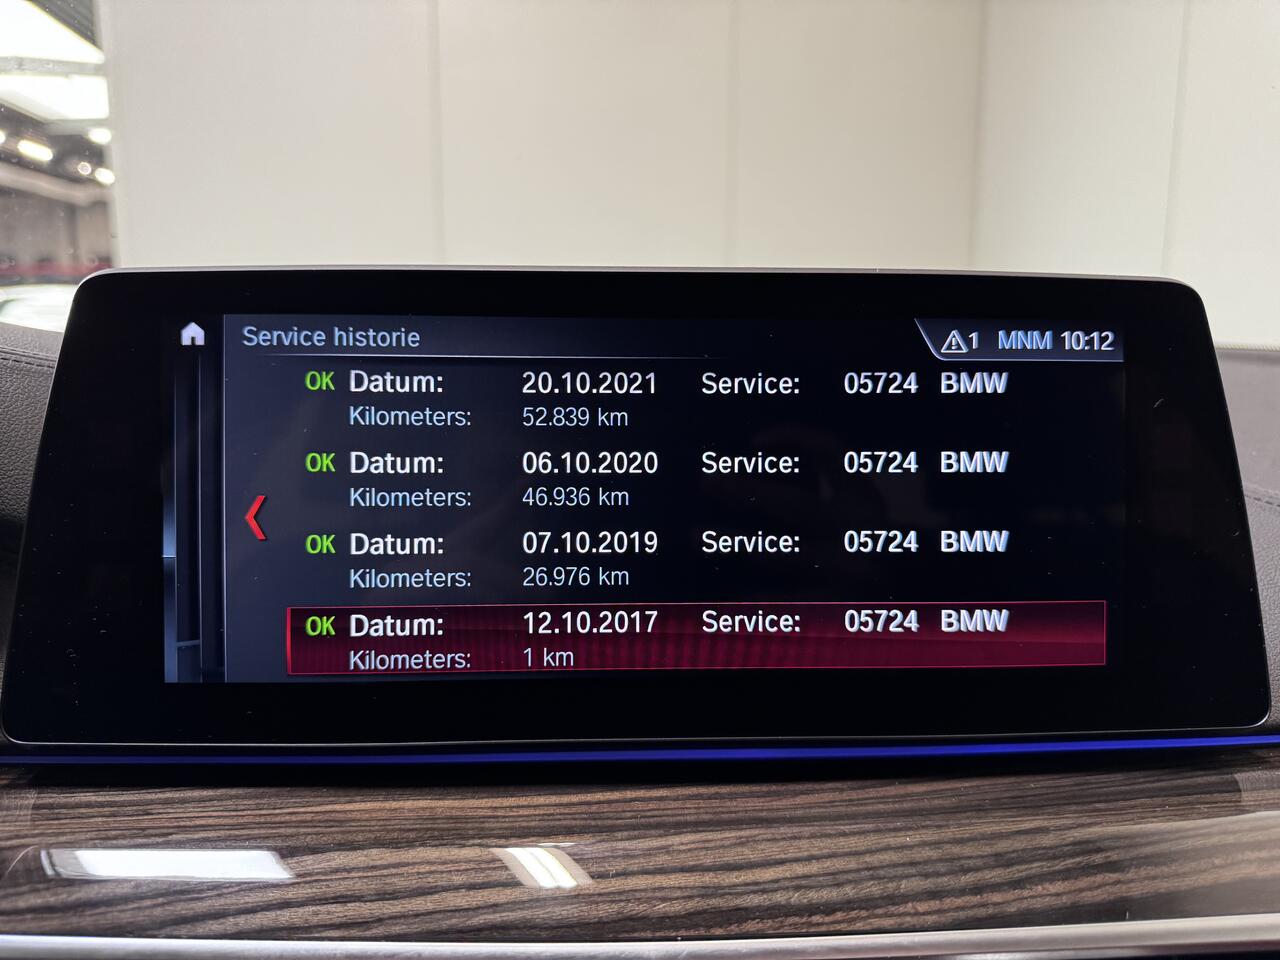 Service historie 1 MNM 10:12
OK Datum: 20.10.2021 Service: 05724 BMW
Kilometers: 52.839 km
OK Datum: 06.10.2020 Service: 05724 BMW
Kilometers: 46.936 km
OK Datum: 07.10.2019 Service: 05724 BMW
Kilometers: 26.976 km
OK Datum: 12.10.2017 Service: 05724 BMW
Kilometers: 1 km